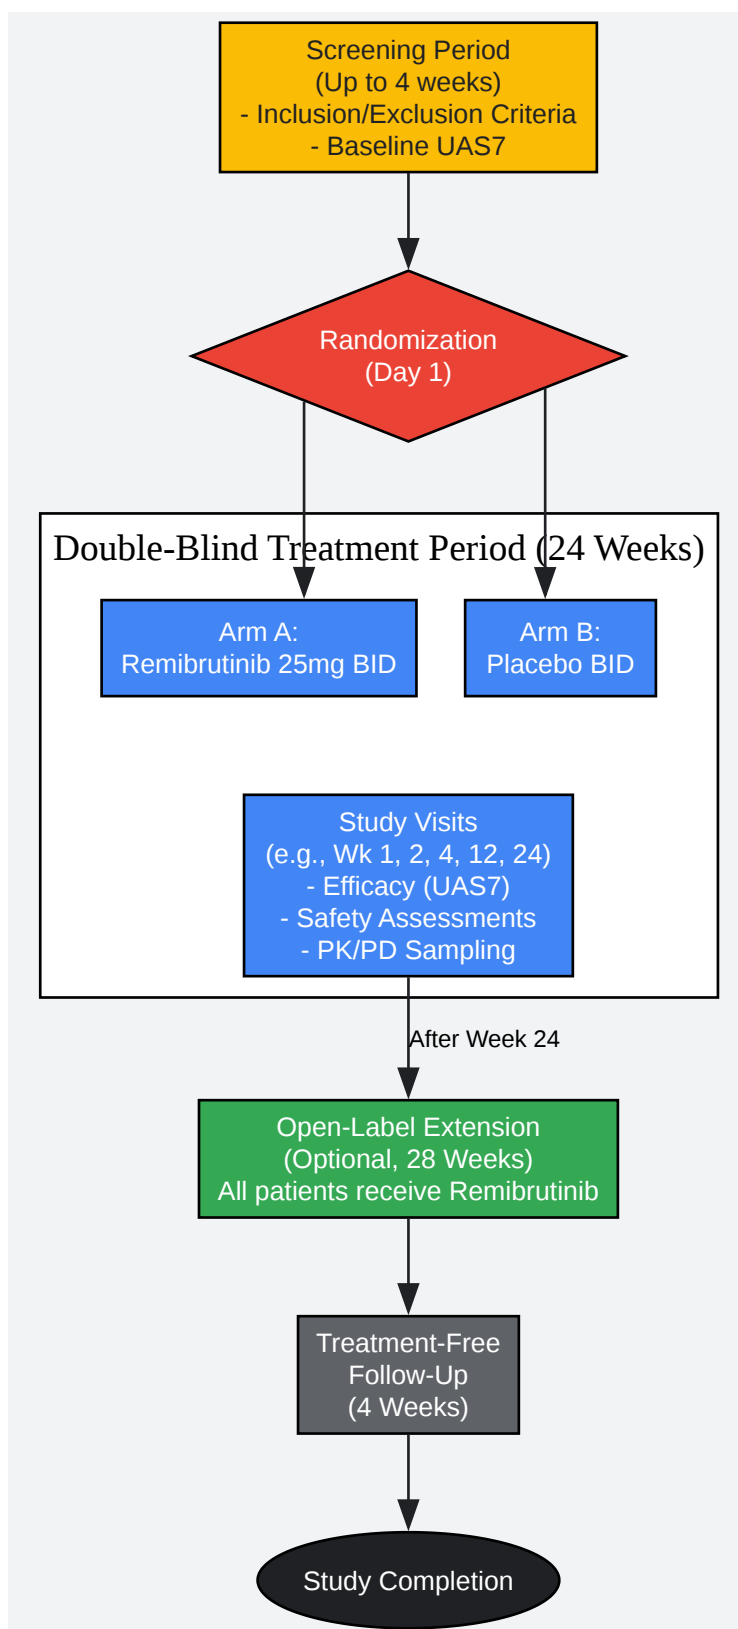 Screening Period
(Up to 4 weeks)
- Inclusion/Exclusion Criteria
- Baseline UAS7
Randomization
(Day 1)
Double-Blind Treatment Period (24 Weeks)
Arm A:
Remibrutinib 25mg BID
Arm B:
Placebo BID
Study Visits
(e.g., Wk 1, 2, 4, 12, 24)
- Efficacy (UAS7)
- Safety Assessments
- PK/PD Sampling
After Week 24
Open-Label Extension
(Optional, 28 Weeks)
All patients receive Remibrutinib
Treatment-Free
Follow-Up
(4 Weeks)
Study Completion